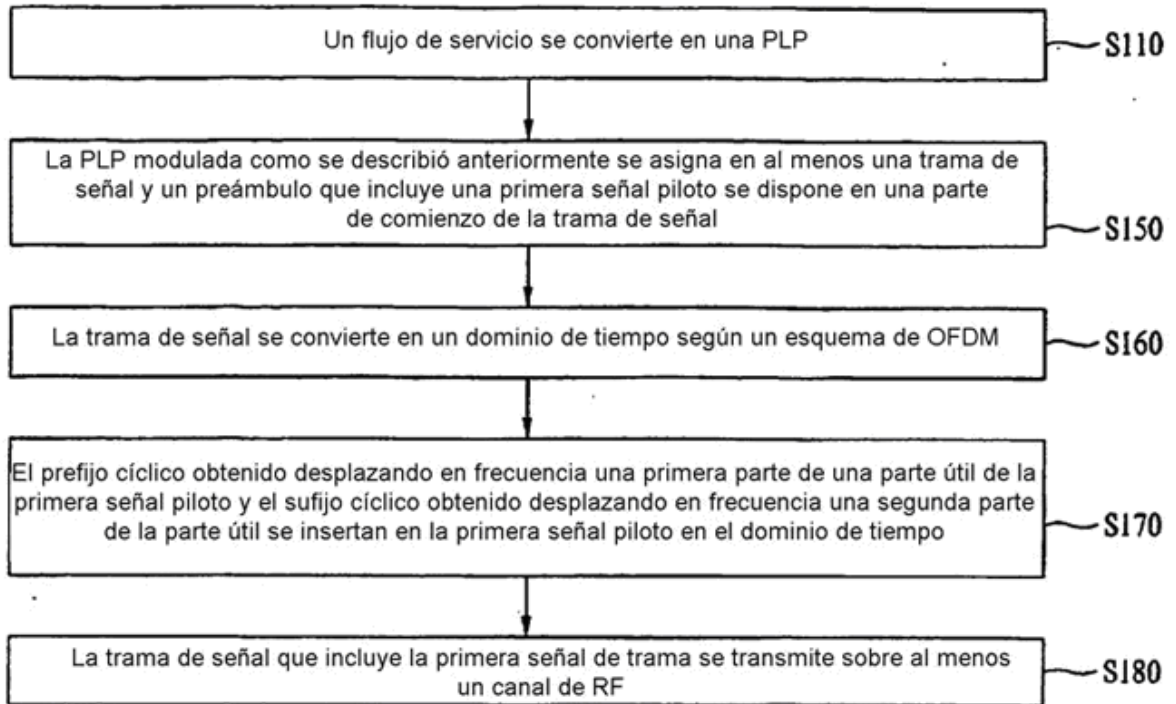 Un flujo de servicio se convierte en una PLP
S110
La PLP modulada como se describió anteriormente se asigna en al menos una trama de
señal y un preámbulo que incluye una primera señal piloto se dispone en una parte
de comienzo de la trama de señal
S150
La trama de señal se convierte en un dominio de tiempo según un esquema de OFDM
S160
El prefijo cíclico obtenido desplazando en frecuencia una primera parte de una parte útil de la
primera señal piloto y el sufijo cíclico obtenido desplazando en frecuencia una segunda parte
de la parte útil se insertan en la primera señal piloto en el dominio de tiempo
S170
La trama de señal que incluye la primera señal de trama se transmite sobre al menos
un canal de RF
S180